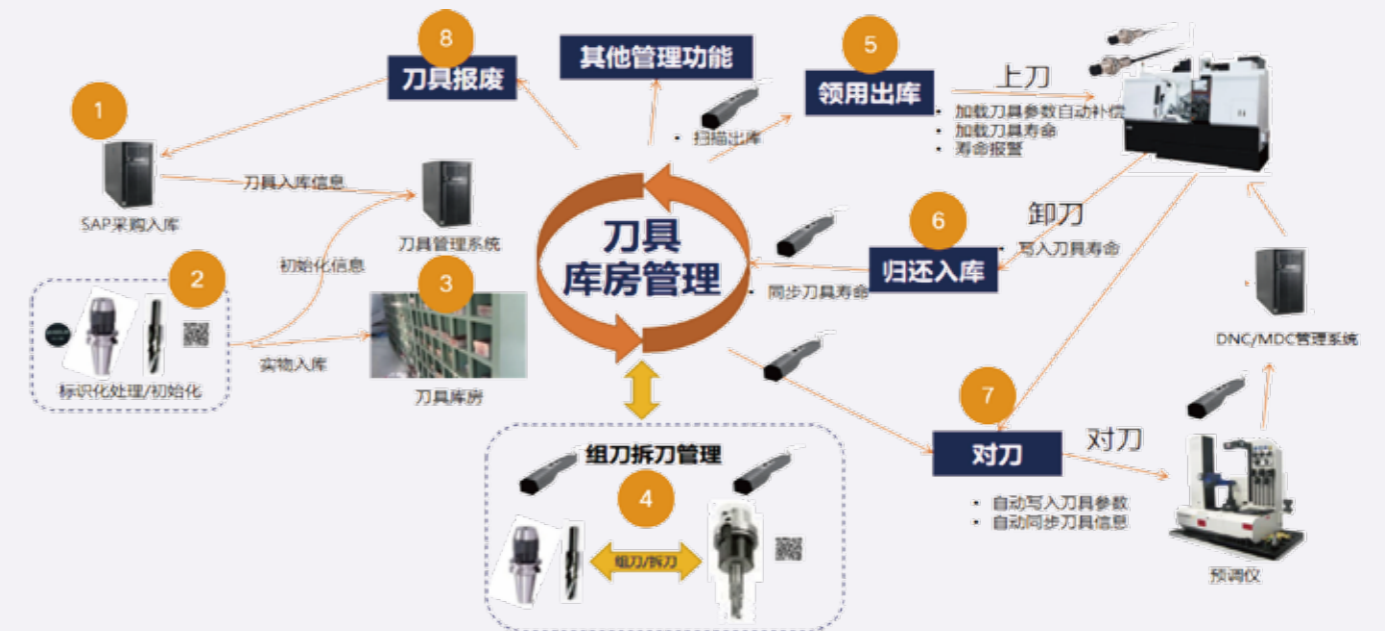 8
刀具报废
其他管理功能
5
领用出库
上刀
• 加载刀具参数自动补偿
• 加载刀具寿命
• 寿命报警
• 扫描出库
1
SAP采购入库
刀具入库信息
刀具管理系统
初始化信息
2
标识化处理/初始化
实物入库
3
刀具库房
刀具
库房管理
6
归还入库
卸刀
• 写入刀具寿命
• 同步刀具寿命
DNC/MDC管理系统
7
对刀
对刀
• 自动写入刀具参数
• 自动同步刀具信息
预调仪
组刀拆刀管理
4
组刀/拆刀